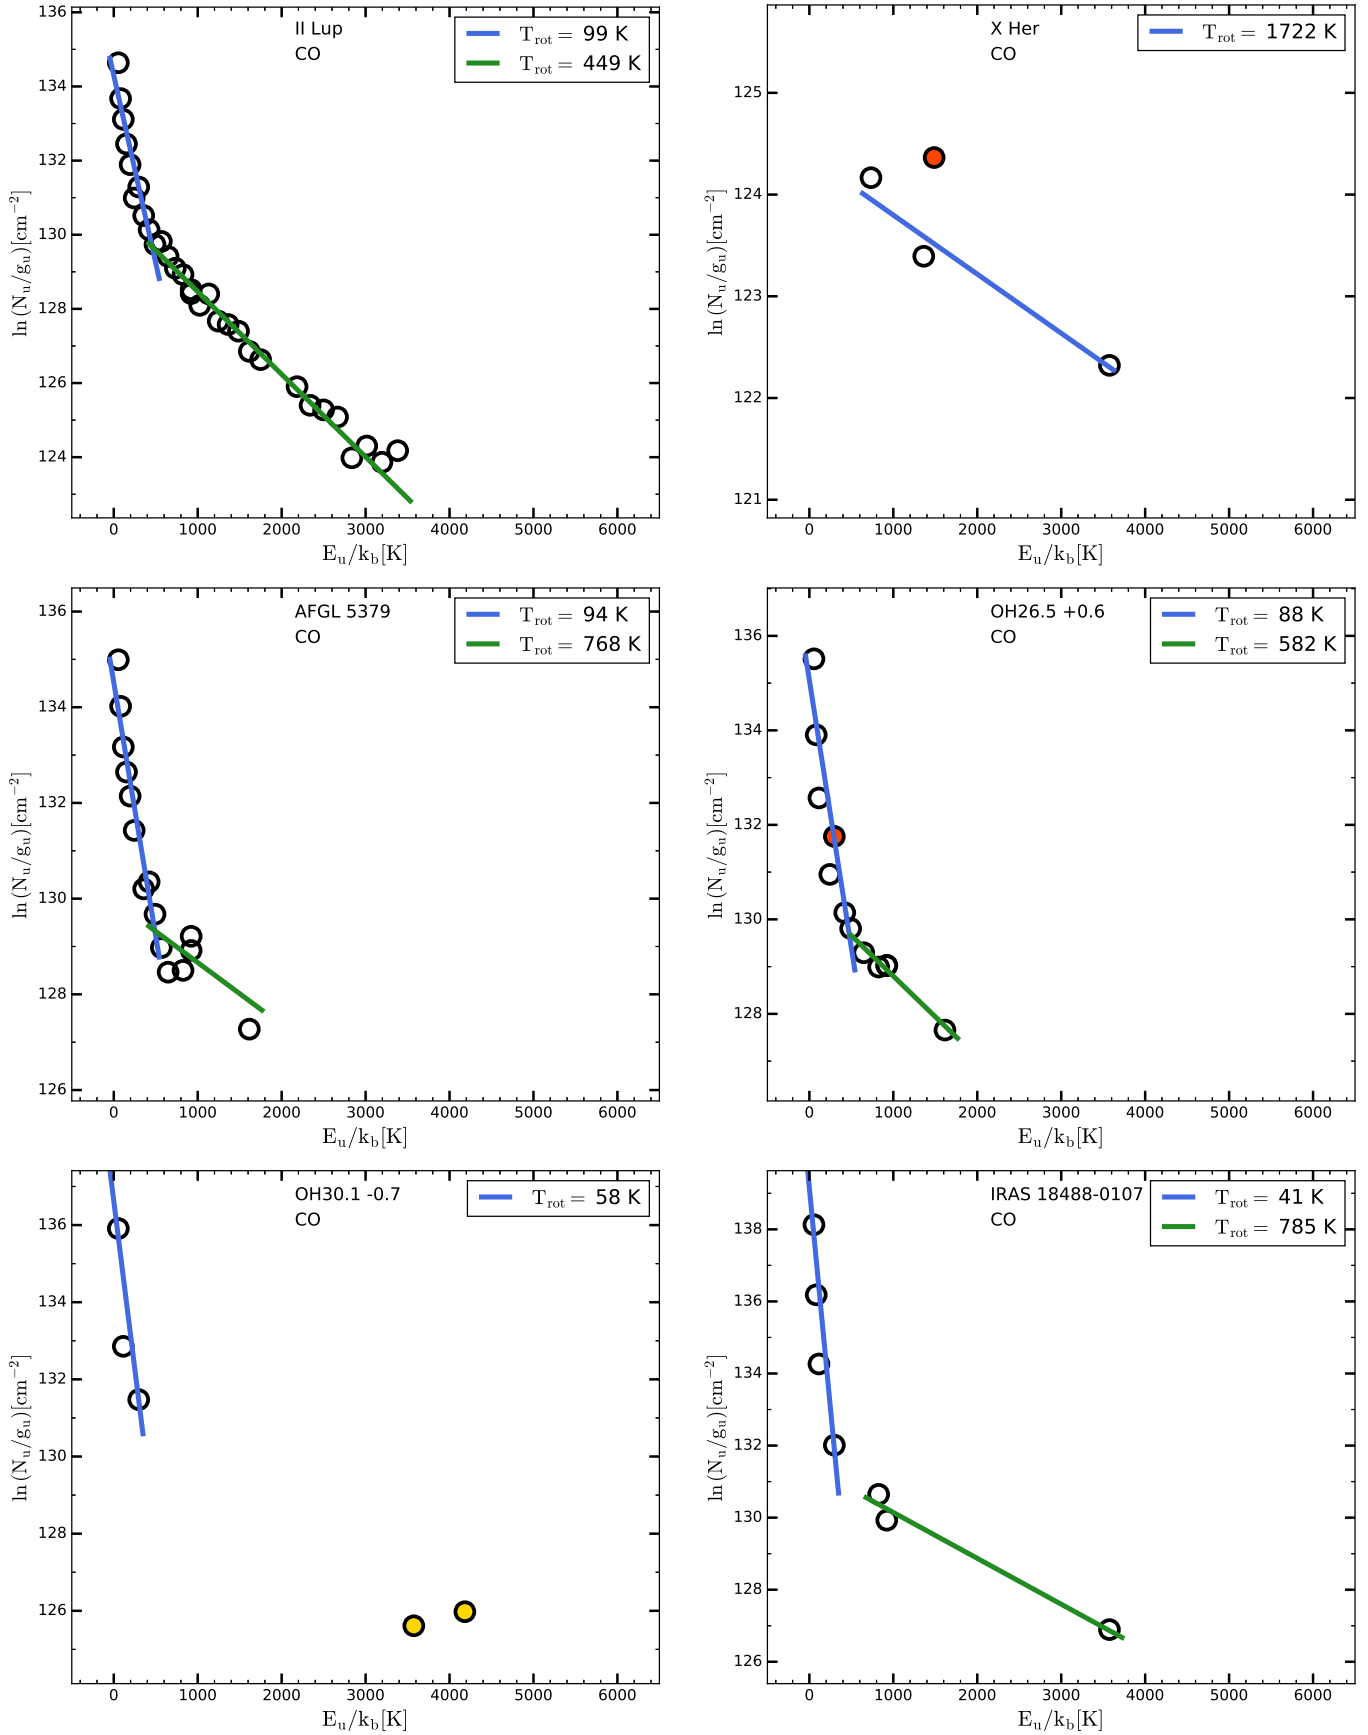 II Lup
CO
T_rot = 99 K
T_rot = 449 K
134
132
130
128
126
124
ln (N_u/g_u)[cm^−2]
0 1000 2000 3000 4000 5000 6000
E_u/k_b[K]
X Her
CO
T_rot = 1722 K
125
124
123
122
121
ln (N_u/g_u)[cm^−2]
0 1000 2000 3000 4000 5000 6000
E_u/k_b[K]
AFGL 5379
CO
T_rot = 94 K
T_rot = 768 K
136
134
132
130
128
126
ln (N_u/g_u)[cm^−2]
0 1000 2000 3000 4000 5000 6000
E_u/k_b[K]
OH26.5 +0.6
CO
T_rot = 88 K
T_rot = 582 K
136
134
132
130
128
ln (N_u/g_u)[cm^−2]
0 1000 2000 3000 4000 5000 6000
E_u/k_b[K]
OH30.1 -0.7
CO
T_rot = 58 K
136
134
132
130
128
126
ln (N_u/g_u)[cm^−2]
0 1000 2000 3000 4000 5000 6000
E_u/k_b[K]
IRAS 18488-0107
CO
T_rot = 41 K
T_rot = 785 K
138
136
134
132
130
128
126
ln (N_u/g_u)[cm^−2]
0 1000 2000 3000 4000 5000 6000
E_u/k_b[K]